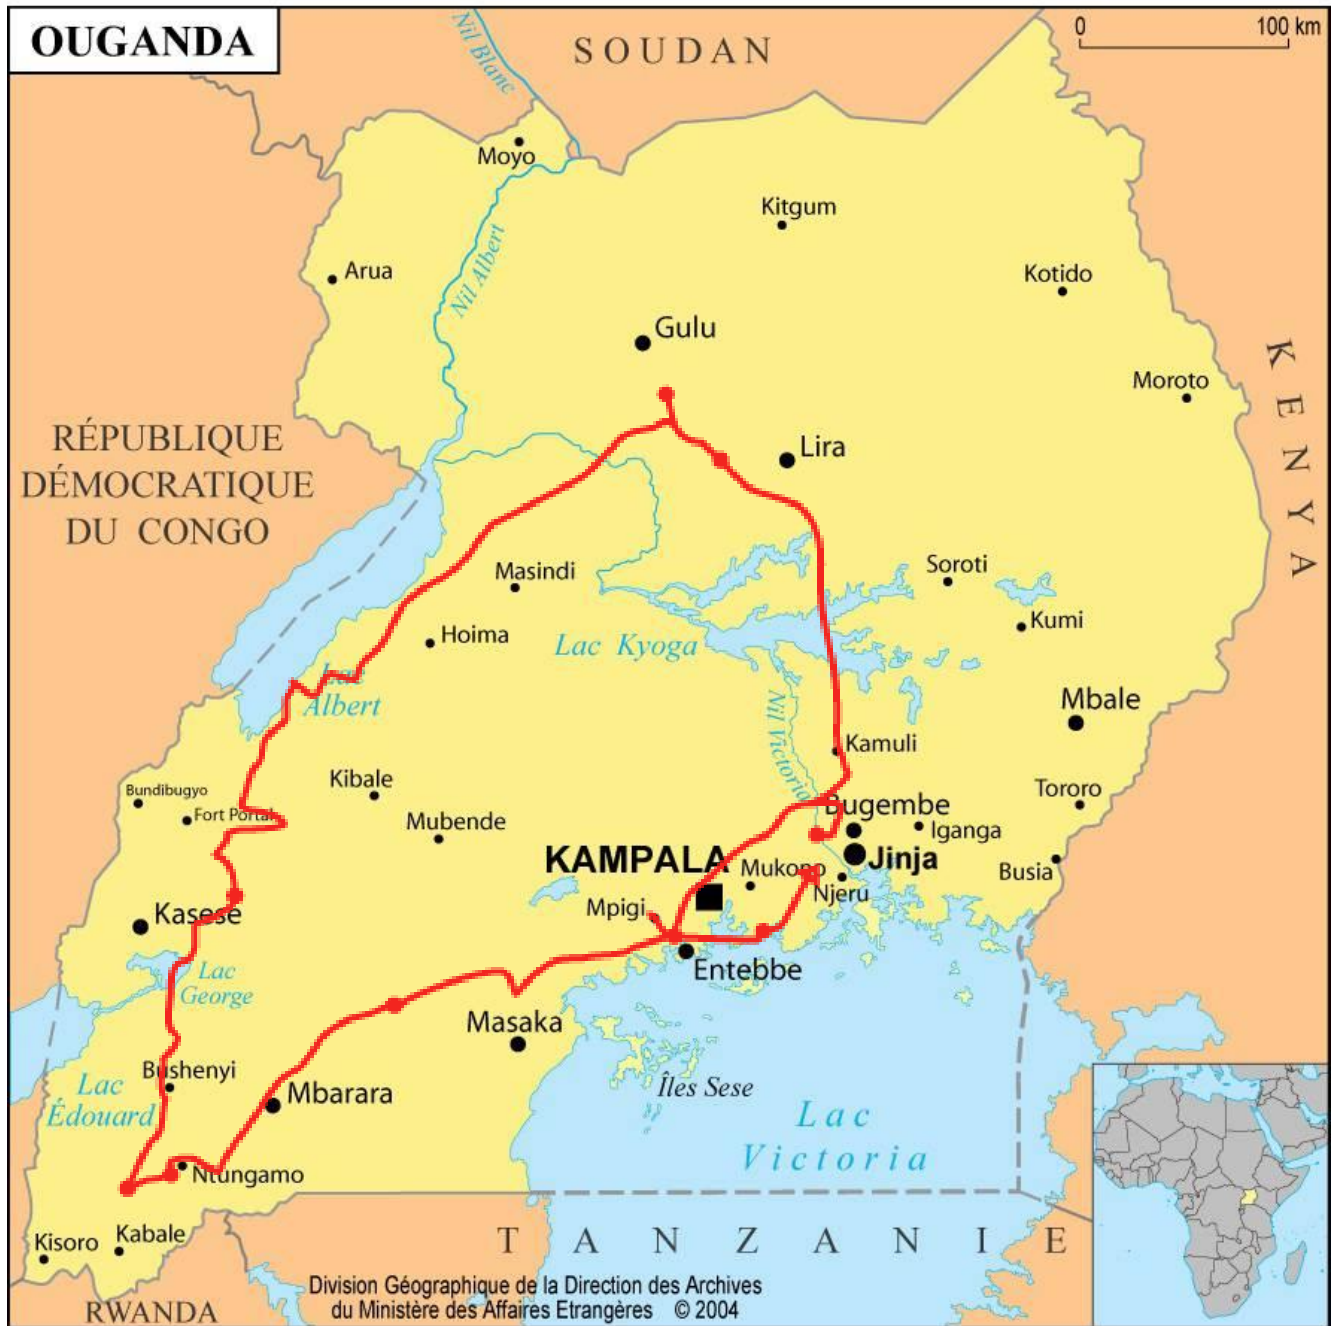 OUGANDA
0
100 km
SOUDAN
Nil Blanc
Moyo
Kitgum
Arua
Nil Albert
Kotido
Gulu
KENYA
Moroto
RÉPUBLIQUE
DÉMOCRATIQUE
DU CONGO
Lira
Masindi
Soroti
Hoima
Lac Kyoga
Kumi
Lac
Albert
Nil Victoria
Mbale
Kamuli
Kibale
Bundibugyo
Fort Portal
Tororo
Bugembe
Mubende
Iganga
KAMPALA
Mukono
Jinja
Busia
Njeru
Mpigi
Kasese
Entebbe
Lac
George
Masaka
Bushenyi
Îles Sese
Lac
Édouard
Mbarara
Lac
Victoria
Ntungamo
Kabale
Kisoro
TANZANIE
Division Géographique de la Direction des Archives
du Ministère des Affaires Etrangères © 2004
RWANDA